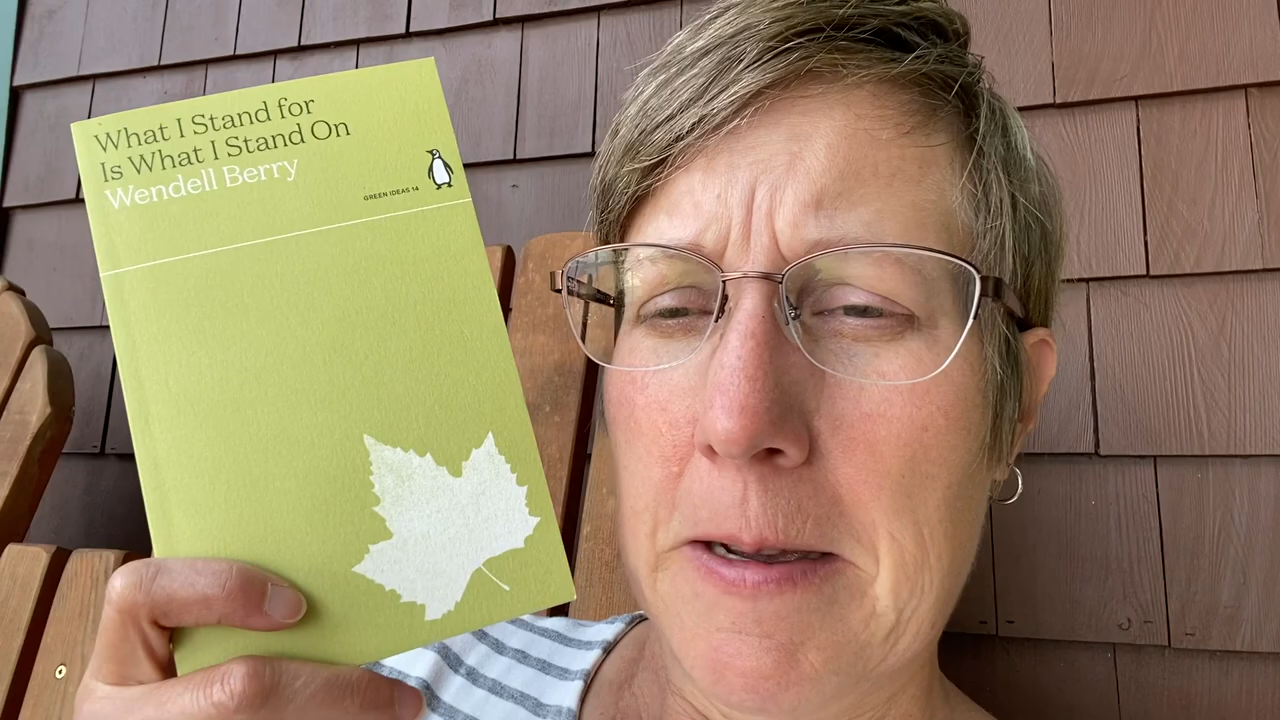 What I Stand for
Is What I Stand On
Wendell Berry
GREEN IDEAS 14